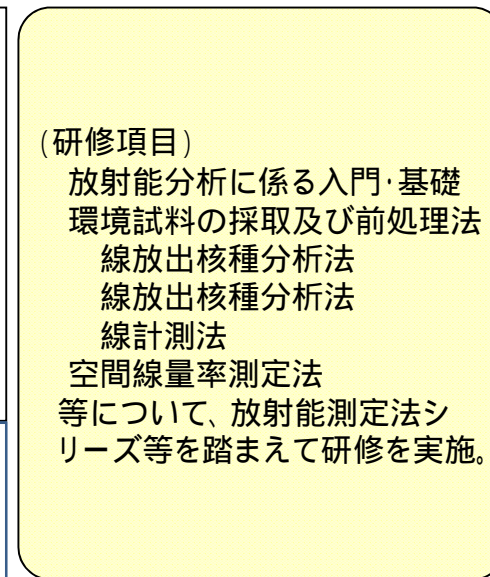 (研修項目)
放射能分析に係る入門・基礎
環境試料の採取及び前処理法
線放出核種分析法
線放出核種分析法
線計測法
空間線量率測定法
等について、放射能測定法シ
リーズ等を踏まえて研修を実施。